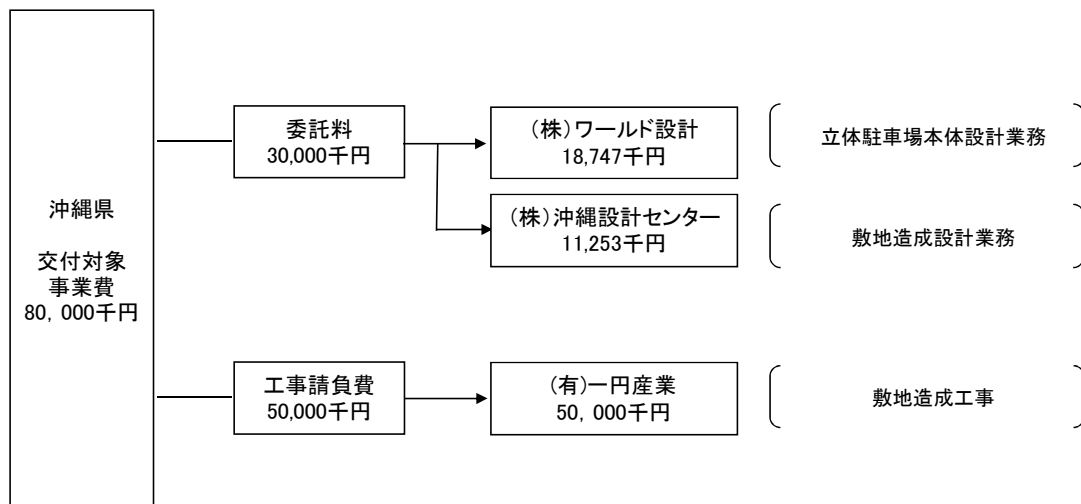 沖縄県
交付対象
事業費
80，000千円
委託料
30,000千円
（株）ワールド設計
18,747千円
立体駐車場本体設計業務
（株）沖縄設計センター
11,253千円
敷地造成設計業務
工事請負費
50,000千円
（有）一円産業
50，000千円
敷地造成工事